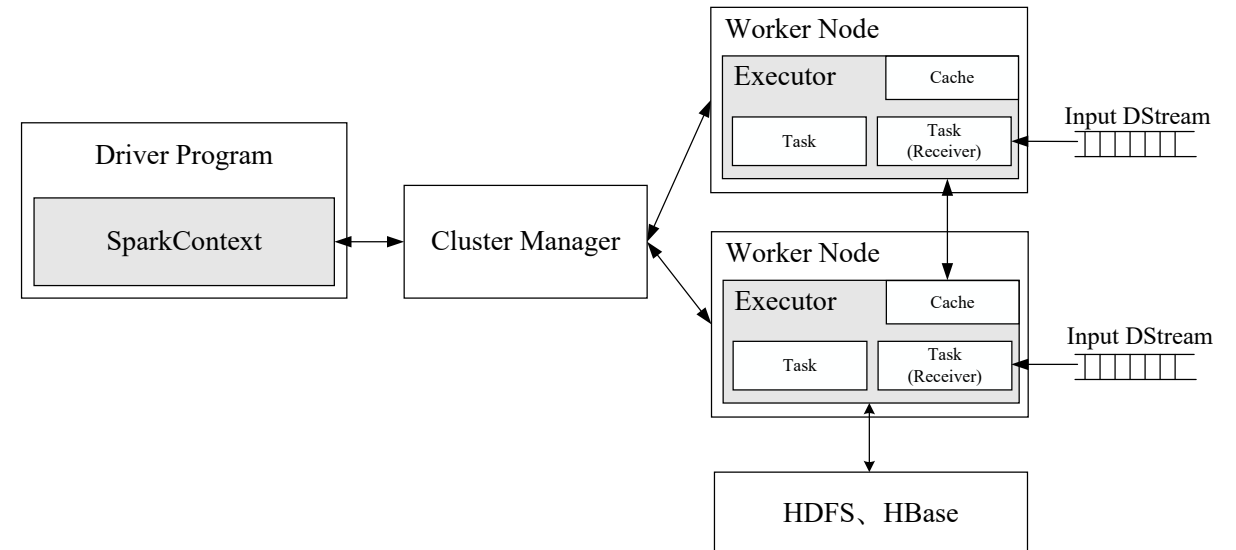 Driver Program
SparkContext
Cluster Manager
Worker Node
Executor
Cache
Task
Task
(Receiver)
Input DStream
Worker Node
Executor
Cache
Task
Task
(Receiver)
Input DStream
HDFS、HBase